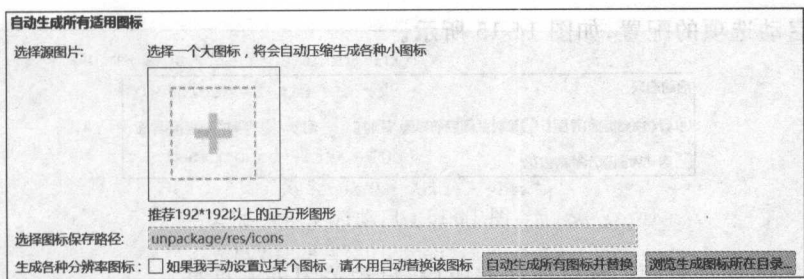 自动生成所有适用图标
选择源图片: 选择一个大图标，将会自动压缩生成各种小图标
推荐192*192以上的正方形图形
选择图标保存路径: unpackage/res/icons
生成各种分辨率图标: 如果我手动设置过某个图标，请不用自动替换该图标 自动生成所有图标并替换 浏览生成图标所在目录...